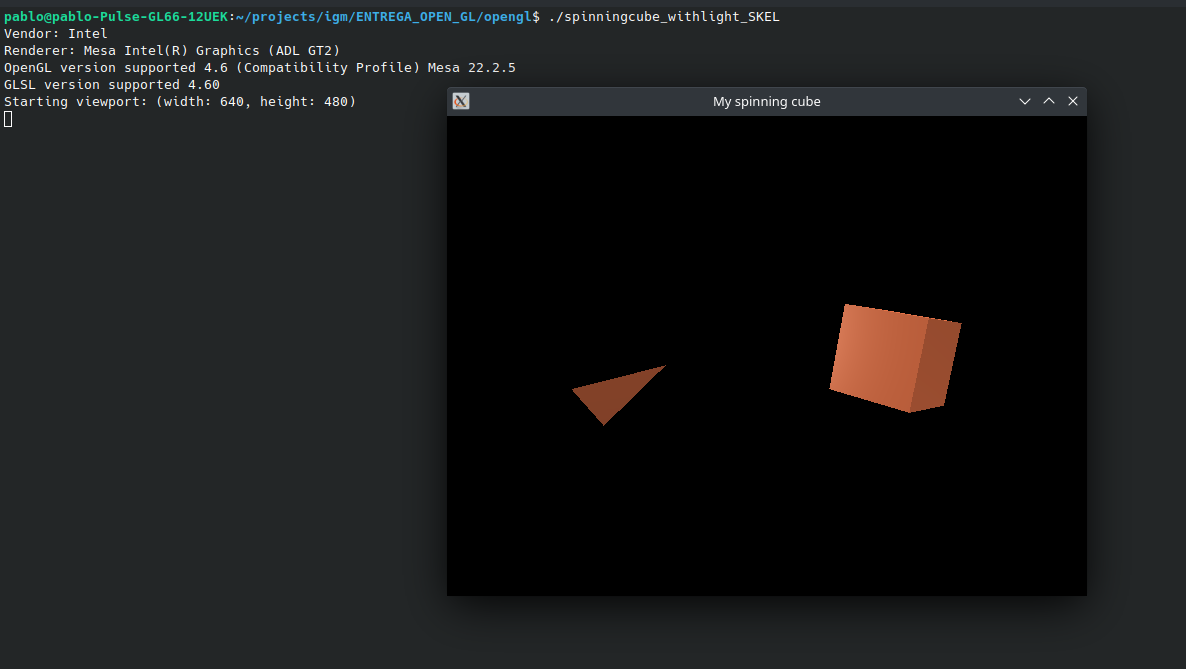 pablo@pablo-Pulse-GL66-12UEK:~/projects/igm/ENTREGA_OPEN_GL/opengl$ ./spinningcube_withlight_SKEL
Vendor: Intel
Renderer: Mesa Intel(R) Graphics (ADL GT2)
OpenGL version supported 4.6 (Compatibility Profile) Mesa 22.2.5
GLSL version supported 4.60
Starting viewport: (width: 640, height: 480)
My spinning cube